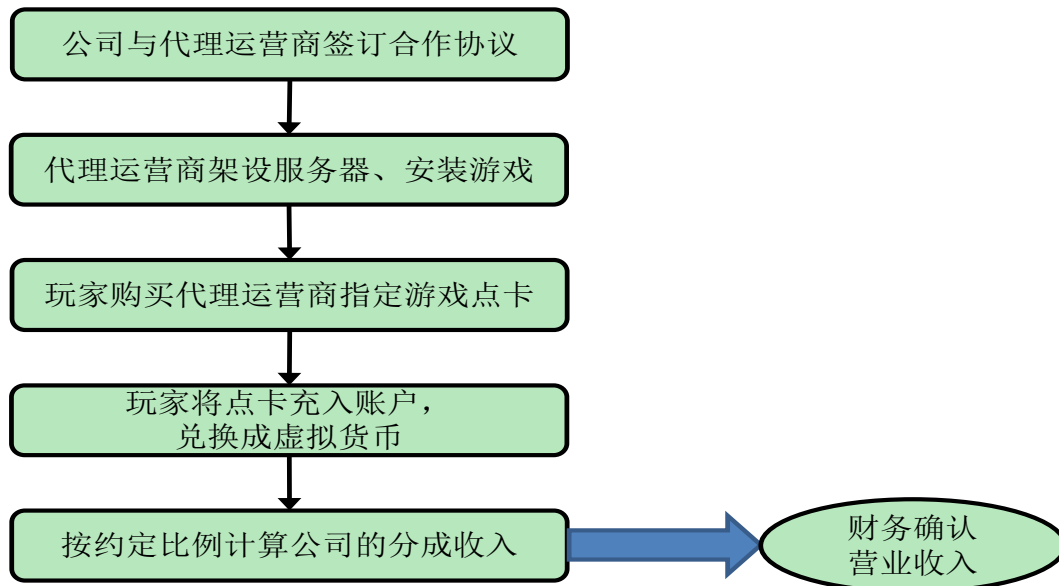 公司与代理运营商签订合作协议
代理运营商架设服务器、安装游戏
玩家购买代理运营商指定游戏点卡
玩家将点卡充入账户，
兑换成虚拟货币
按约定比例计算公司的分成收入
财务确认
营业收入